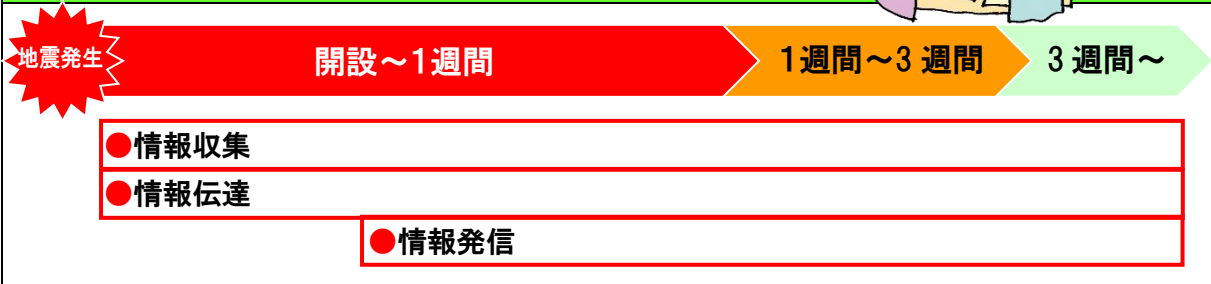 地震発生
開設～1週間
1週間～3 週間
3 週間～
●情報収集
●情報伝達
●情報発信